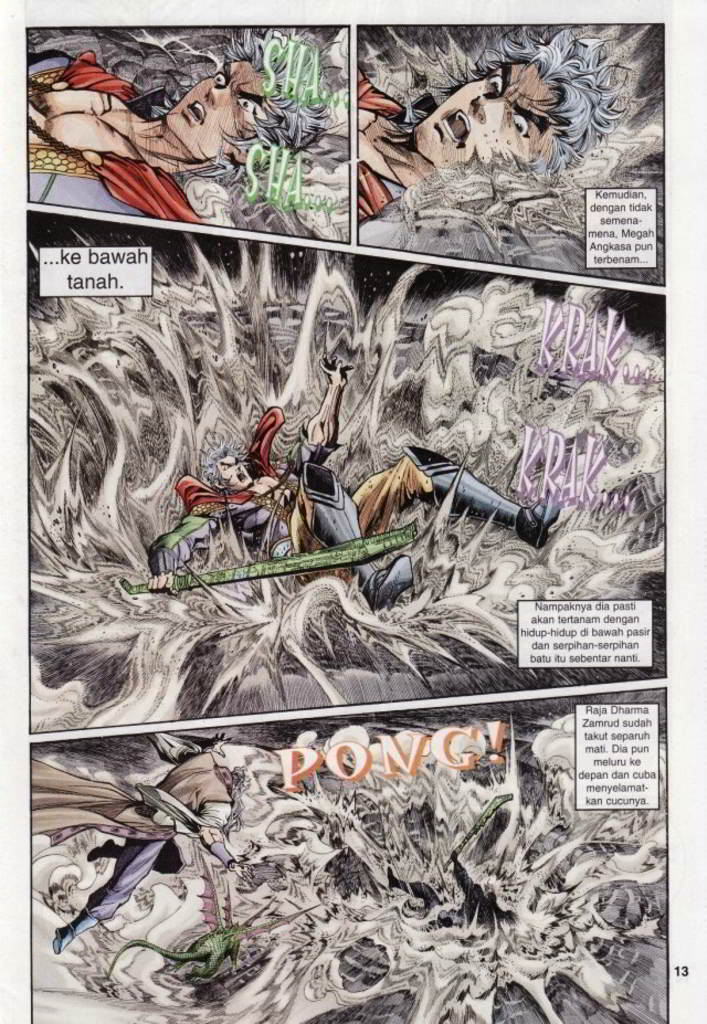 SHA...
SHA...
Kemudian,
dengan tidak
semena-
mena, Megah
Angkasa pun
terbenam...
...ke bawah
tanah.
KRAK...
KRAK...
Nampaknya dia pasti
akan tertanam dengan
hidup-hidup di bawah pasir
dan serpihan-serpihan
batu itu sebentar nanti.
PONG!
Raja Dharma
Zamrud sudah
takut separuh
mati. Dia pun
meluru ke
depan dan cuba
menyelamat-
kan cucunya.
13